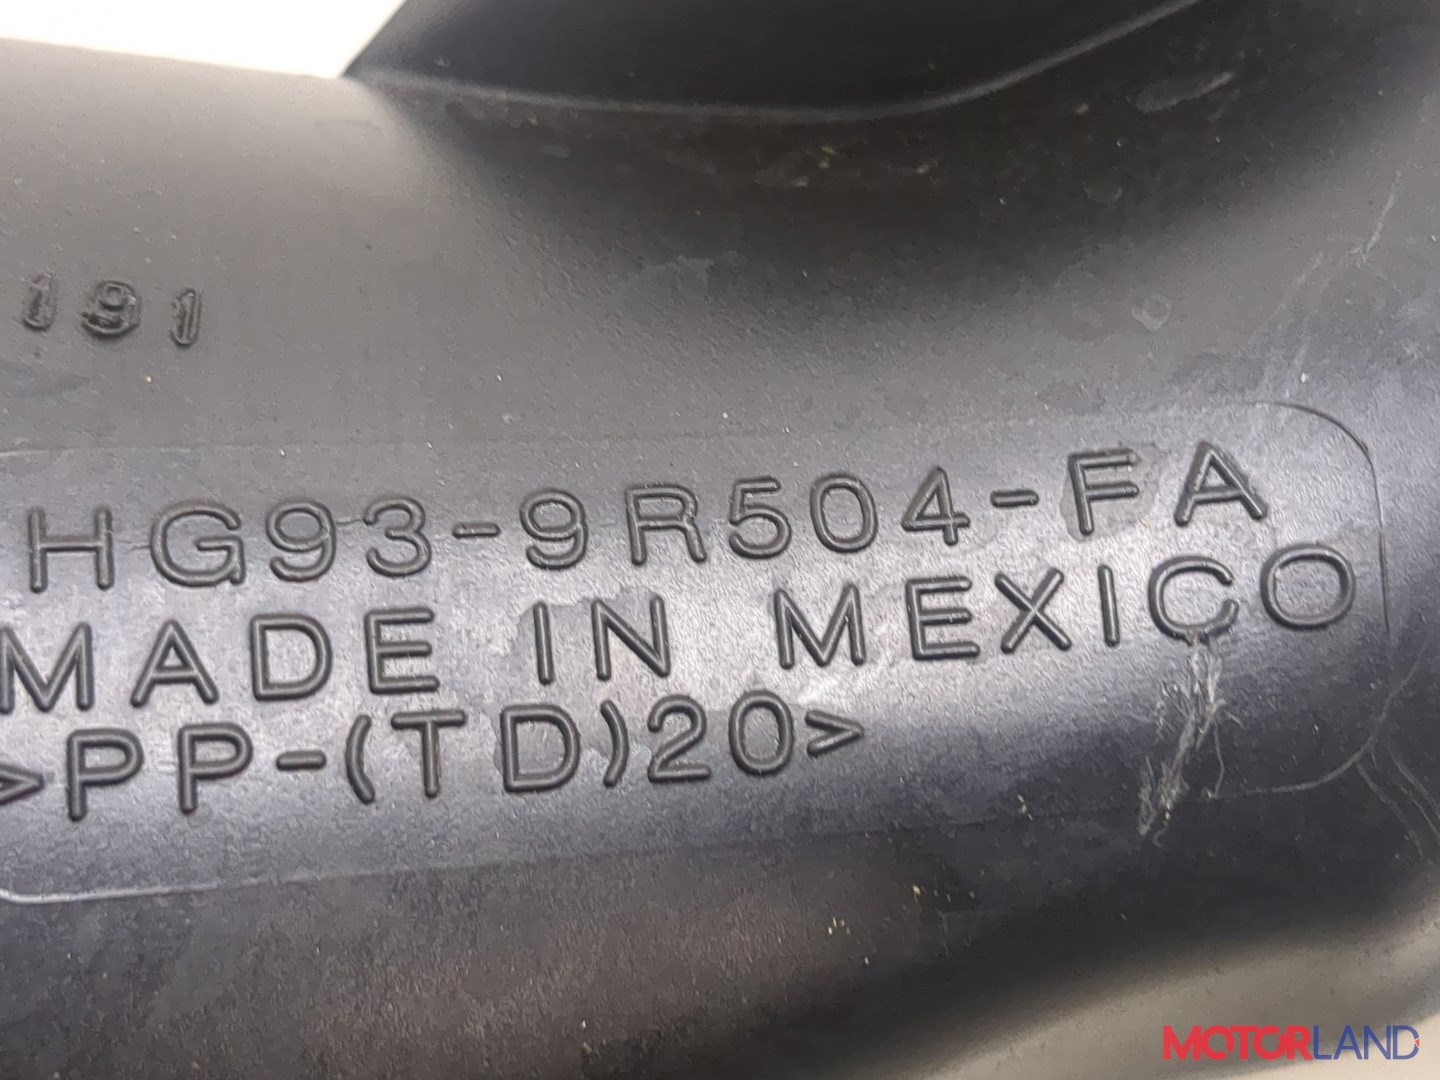 191
HG93-9R504-FA
MADE IN MEXICO
>PP-(TD)20>
MOTORLAND